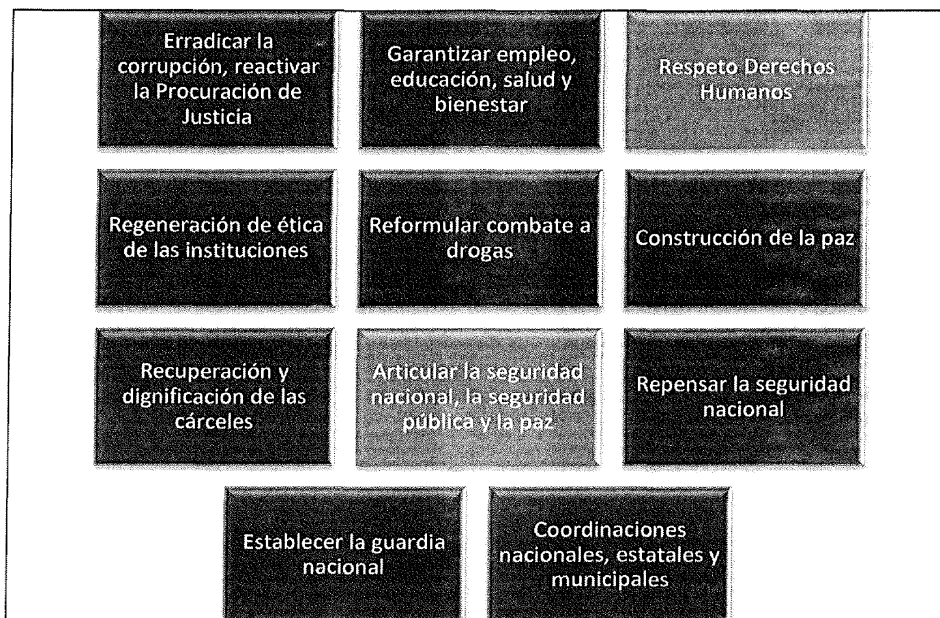 Erradicar la
corrupción, reactivar
la Procuración de
Justicia
Garantizar empleo,
educación, salud y
bienestar
Respeto Derechos
Humanos
Regeneración de ética
de las instituciones
Reformular combate a
drogas
Construcción de la paz
Recuperación y
dignificación de las
cárceles
Articular la seguridad
nacional, la seguridad
pública y la paz
Repensar la seguridad
nacional
Establecer la guardia
nacional
Coordinaciones
nacionales, estatales y
municipales